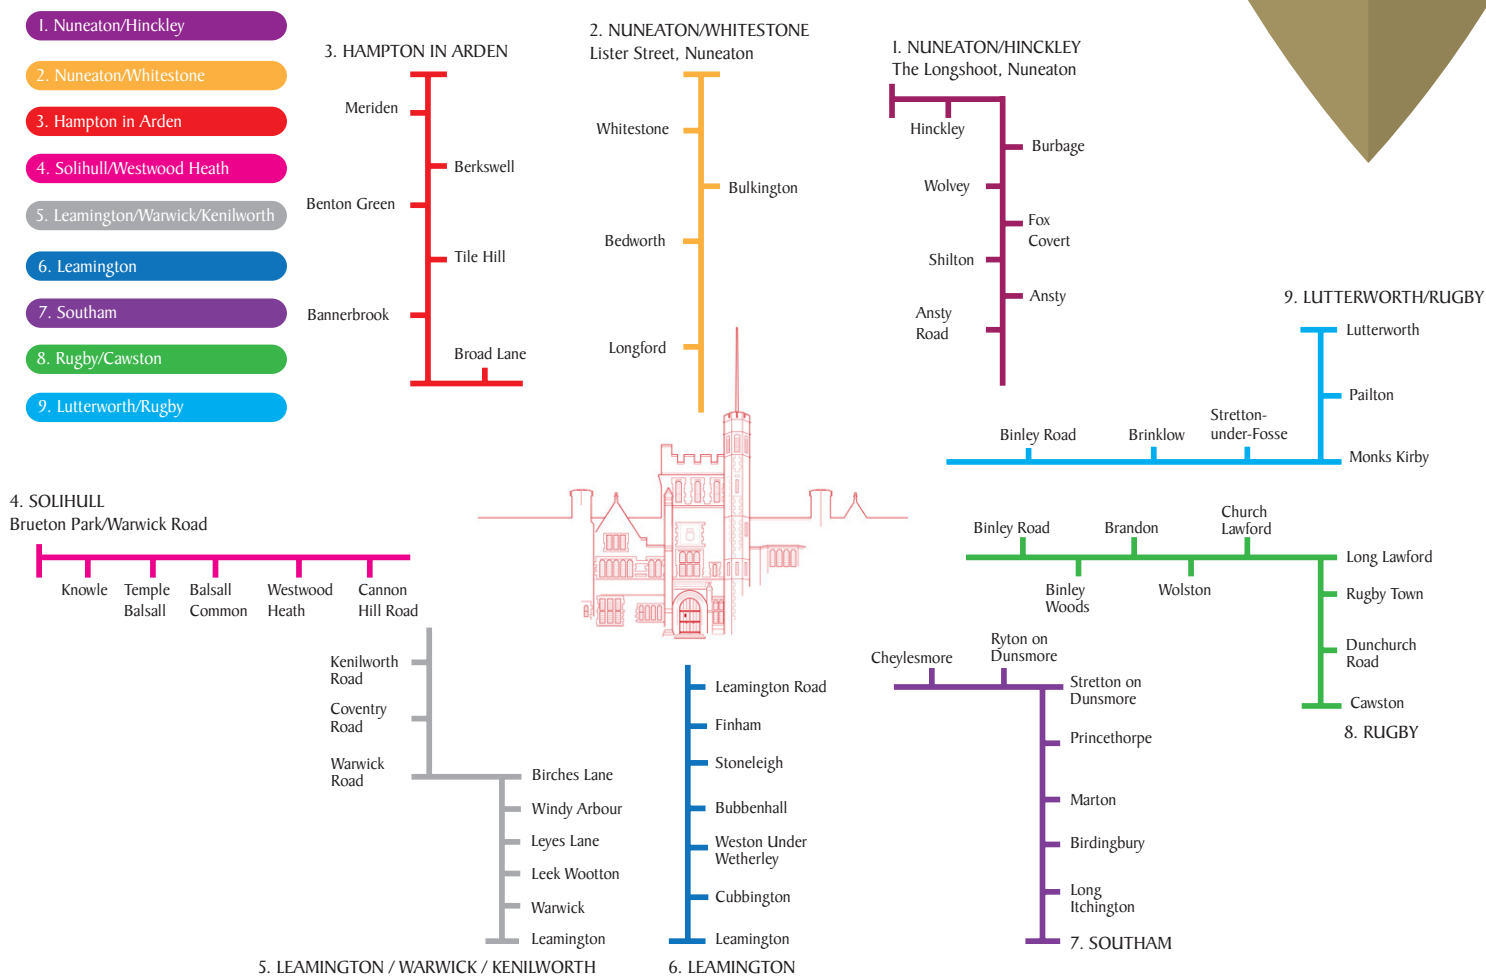 1. Nuneaton/Hinckley
2. Nuneaton/Whitestone
3. Hampton in Arden
4. Solihull/Westwood Heath
5. Leamington/Warwick/Kenilworth
6. Leamington
7. Southam
8. Rugby/Cawston
9. Lutterworth/Rugby
3. HAMPTON IN ARDEN
Meriden
Berkswell
Benton Green
Tile Hill
Bannerbrook
Broad Lane
2. NUNEATON/WHITESTONE
Lister Street, Nuneaton
Whitestone
Bulkington
Bedworth
Longford
1. NUNEATON/HINCKLEY
The Longshoot, Nuneaton
Hinckley
Burbage
Wolvey
Fox
Covert
Shilton
Ansty
Ansty
Road
9. LUTTERWORTH/RUGBY
Lutterworth
Pailton
Monks Kirby
Stretton-
under-Fosse
Brinklow
Binley Road
4. SOLIHULL
Brueton Park/Warwick Road
Knowle
Temple
Balsall
Balsall
Common
Westwood
Heath
Cannon
Hill Road
Binley Road
Binley
Woods
Brandon
Wolston
Church
Lawford
Long Lawford
Rugby Town
Dunchurch
Road
Cawston
8. RUGBY
Kenilworth
Road
Coventry
Road
Warwick
Road
Birches Lane
Windy Arbour
Leyes Lane
Leek Wootton
Warwick
Leamington
5. LEAMINGTON / WARWICK / KENILWORTH
Leamington Road
Finham
Stoneleigh
Bubbenhall
Weston Under
Wetherley
Cubbington
Leamington
6. LEAMINGTON
Cheylesmore
Ryton on
Dunsmore
Stretton on
Dunsmore
Princethorpe
Marton
Birdingbury
Long
Itchington
7. SOUTHAM